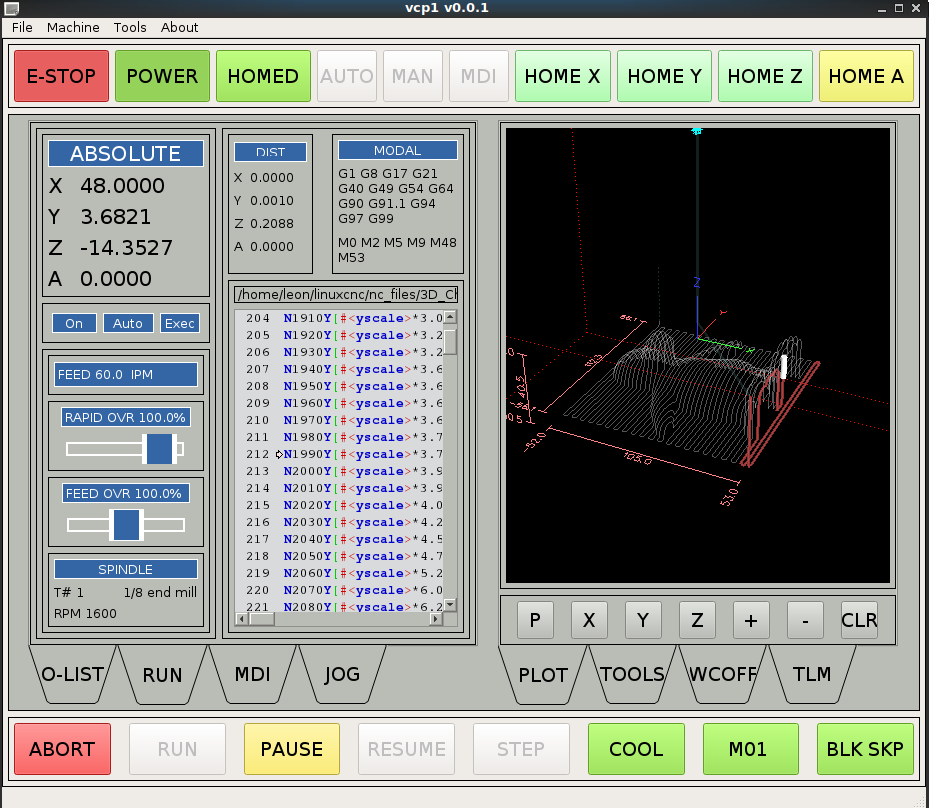 vcp1 v0.0.1
File Machine Tools About
E-STOP POWER HOMED AUTO MAN MDI HOME X HOME Y HOME Z HOME A
ABSOLUTE
X 48.0000
Y 3.6821
Z -14.3527
A 0.0000
DIST
X 0.0000
Y 0.0010
Z 0.2088
A 0.0000
MODAL
G1 G8 G17 G21
G40 G49 G54 G64
G90 G91.1 G94
G97 G99
M0 M2 M5 M9 M48
M53
On Auto Exec
FEED 60.0 IPM
RAPID OVR 100.0%
FEED OVR 100.0%
SPINDLE
T# 1 1/8 end mill
RPM 1600
/home/leon/linuxcnc/nc_files/3D_Ch
204 N1910Y[#<yscale>*3.0
205 N1920Y[#<yscale>*3.2
206 N1930Y[#<yscale>*3.2
207 N1940Y[#<yscale>*3.6
208 N1950Y[#<yscale>*3.6
209 N1960Y[#<yscale>*3.6
210 N1970Y[#<yscale>*3.6
211 N1980Y[#<yscale>*3.7
212 N1990Y[#<yscale>*3.7
213 N2000Y[#<yscale>*3.9
214 N2010Y[#<yscale>*3.9
215 N2020Y[#<yscale>*4.0
216 N2030Y[#<yscale>*4.2
217 N2040Y[#<yscale>*4.5
218 N2050Y[#<yscale>*4.7
219 N2060Y[#<yscale>*5.2
220 N2070Y[#<yscale>*6.0
221 N2080Y[#<yscale>*6.2
Z
Y
X
-52.0
105.0
53.0
P X Y Z + - CLR
O-LIST RUN MDI JOG
PLOT TOOLS WCOFF TLM
ABORT RUN PAUSE RESUME STEP COOL M01 BLK SKP